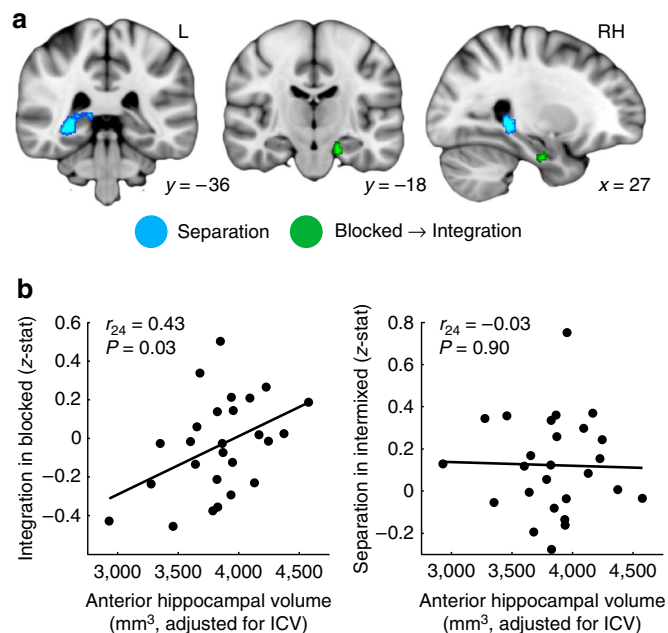 a
L
RH
y = −36
y = −18
x = 27
Separation
Blocked → Integration
b
r24 = 0.43
P = 0.03
Integration in blocked (z-stat)
0.6
0.4
0.2
0
−0.2
−0.4
3,000 3,500 4,000 4,500
Anterior hippocampal volume
(mm³, adjusted for ICV)
r24 = −0.03
P = 0.90
Separation in intermixed (z-stat)
0.8
0.6
0.4
0.2
0
−0.2
3,000 3,500 4,000 4,500
Anterior hippocampal volume
(mm³, adjusted for ICV)